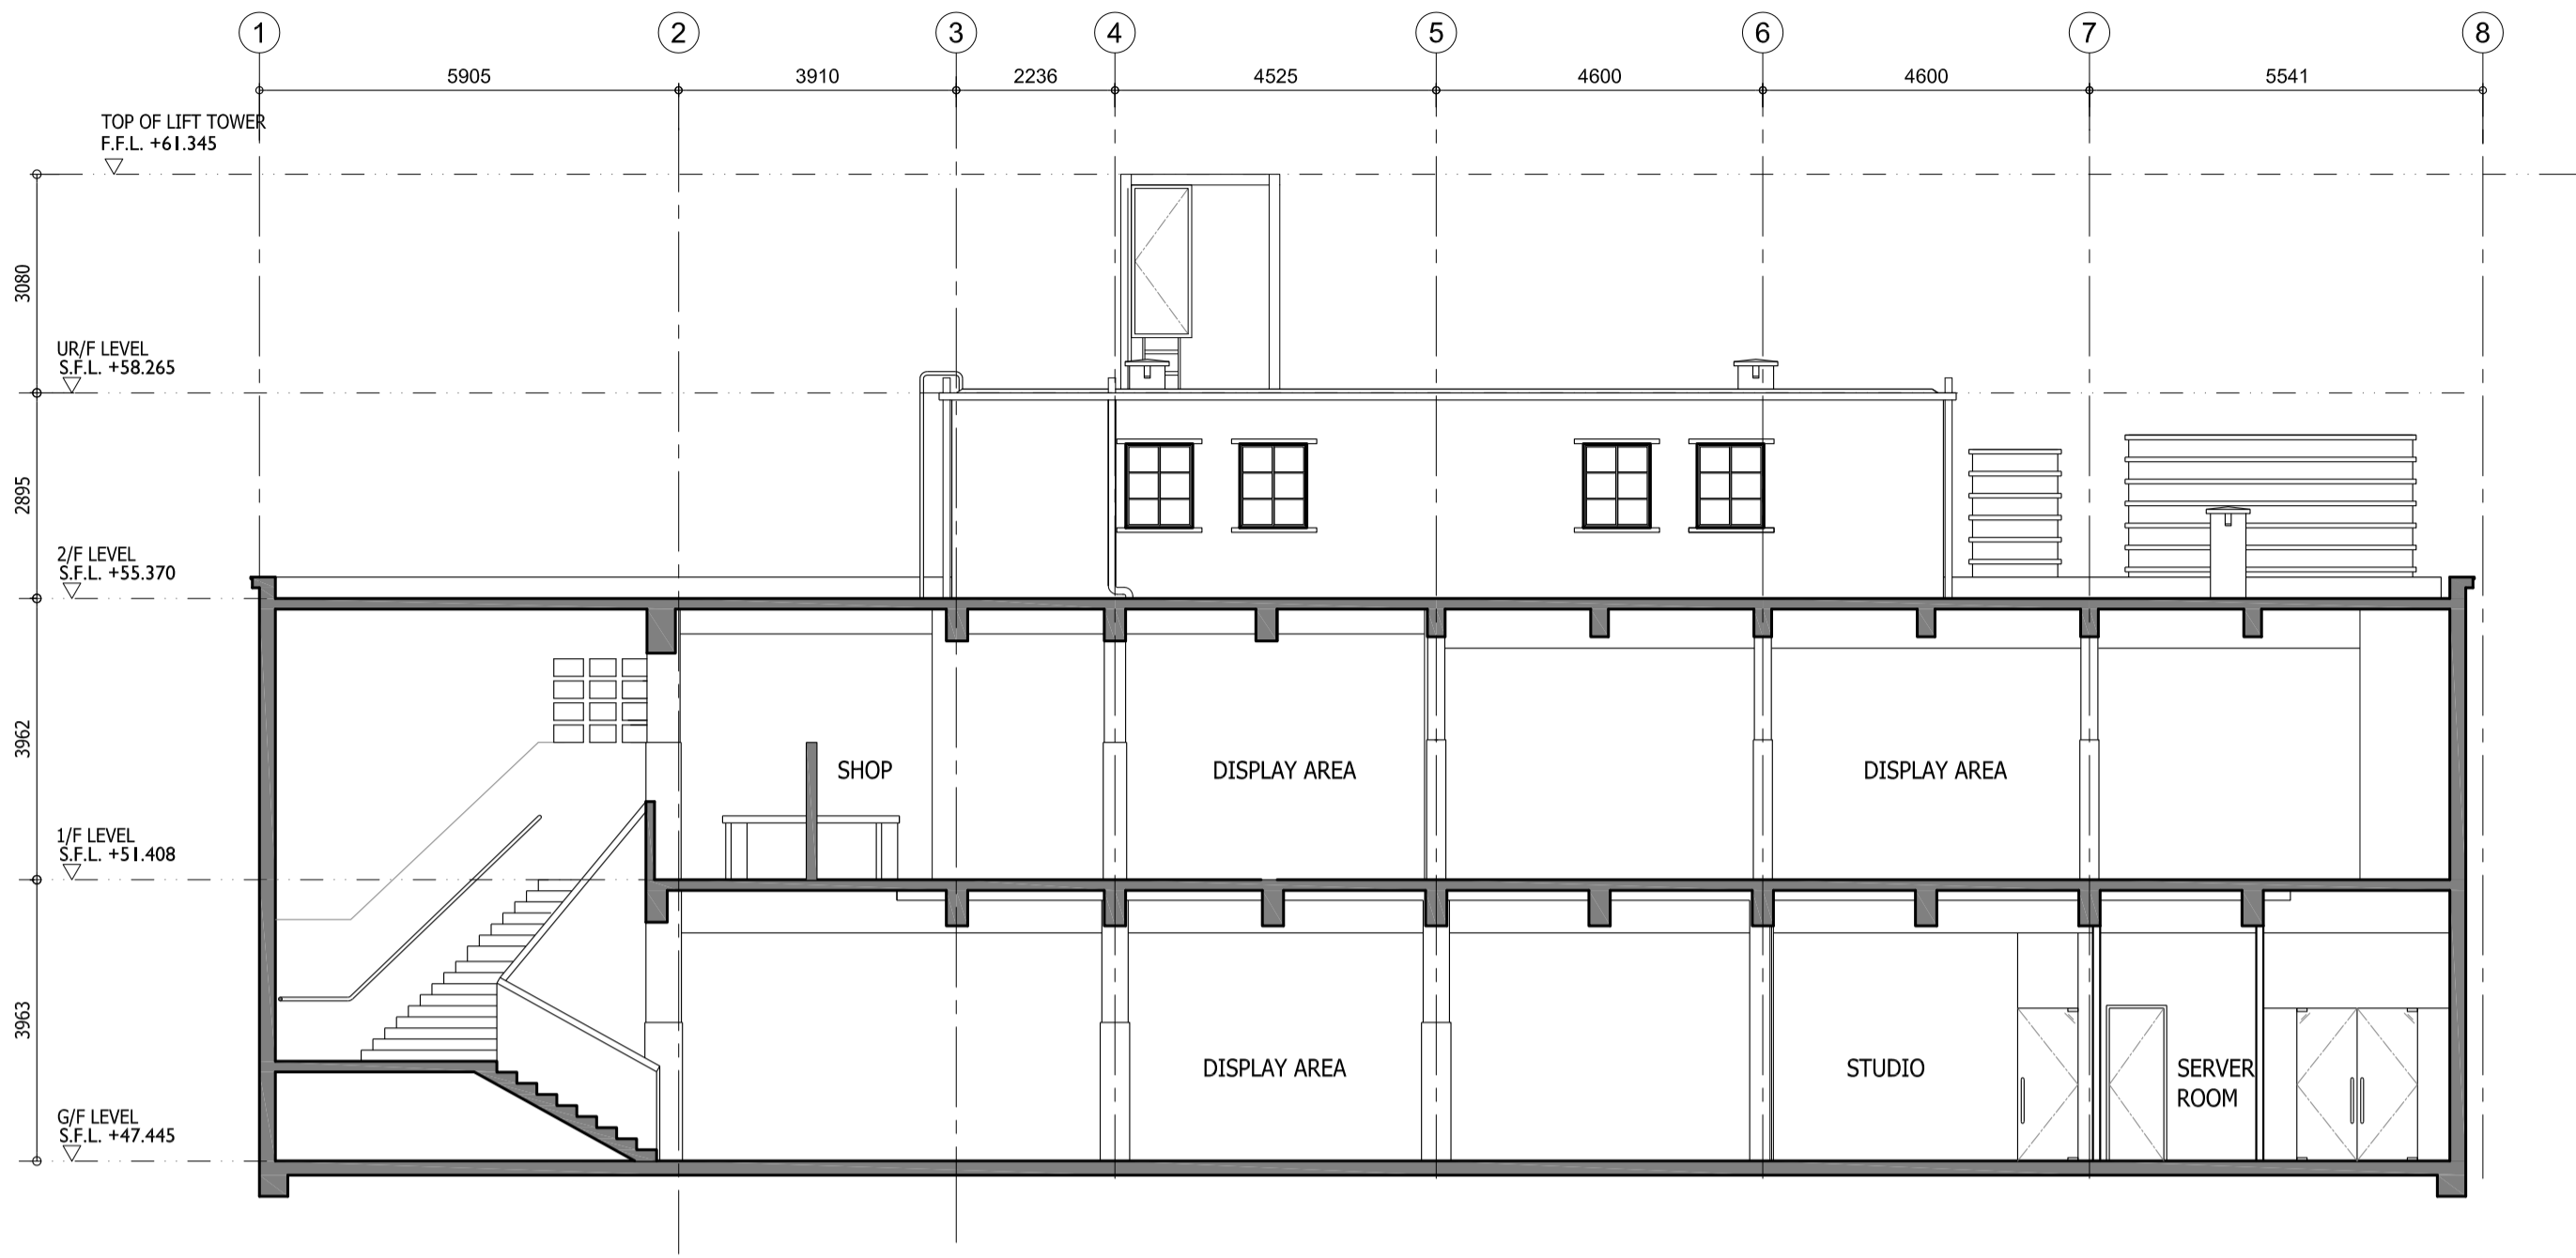 1 2 3 4 5 6 7 8
5905 3910 2236 4525 4600 4600 5541
TOP OF LIFT TOWER
F.F.L. +61.345
3080
UR/F LEVEL
S.F.L. +58.265
2895
2/F LEVEL
S.F.L. +55.370
3962
SHOP
DISPLAY AREA
DISPLAY AREA
1/F LEVEL
S.F.L. +51.408
3963
DISPLAY AREA
STUDIO
SERVER
ROOM
G/F LEVEL
S.F.L. +47.445